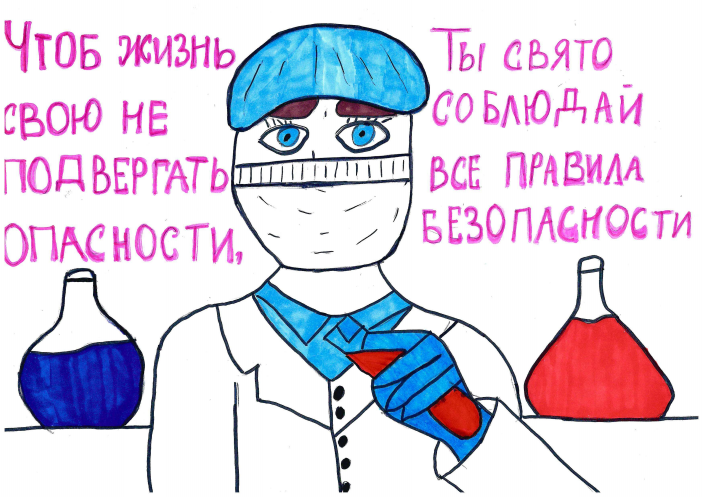 Чтоб жизнь
свою не
подвергать
опасности,
Ты свято
соблюдай
все правила
безопасности